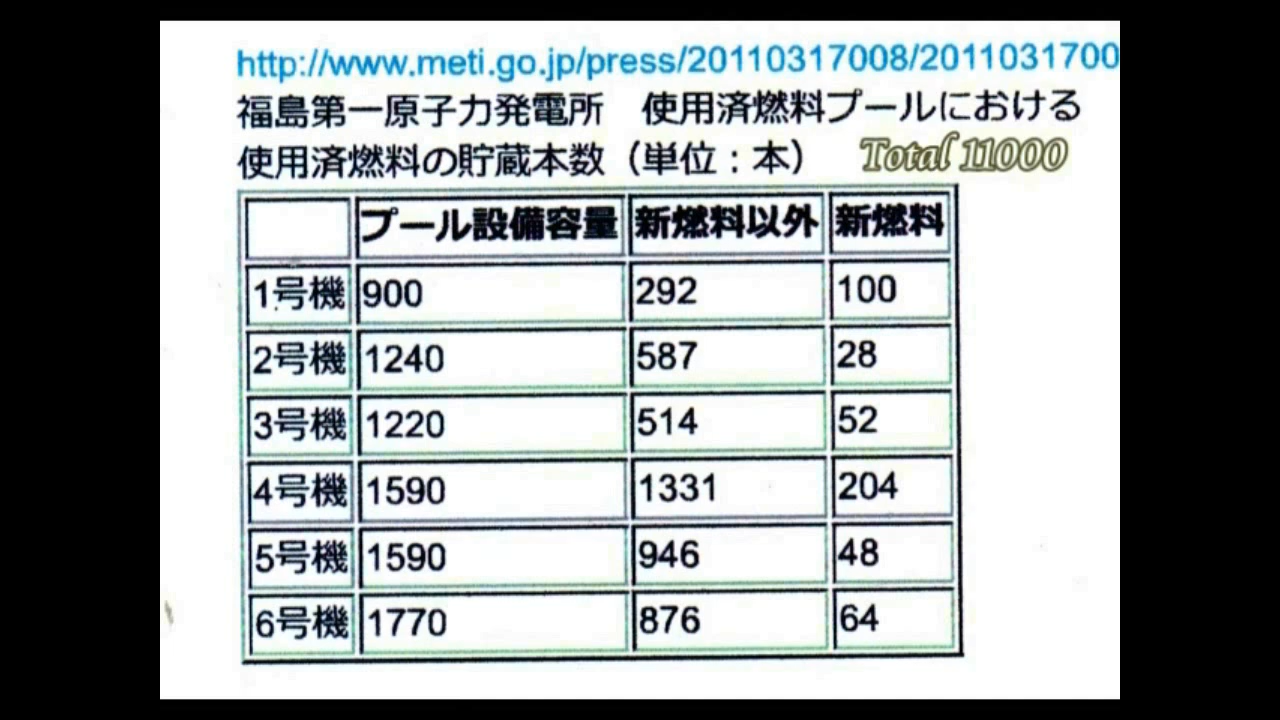 http://www.meti.go.jp/press/20110317008/2011031700
福島第一原子力発電所 使用済燃料プールにおける
使用済燃料の貯蔵本数（単位：本） Total 11000
プール設備容量 新燃料以外 新燃料
1号機 900 292 100
2号機 1240 587 28
3号機 1220 514 52
4号機 1590 1331 204
5号機 1590 946 48
6号機 1770 876 64